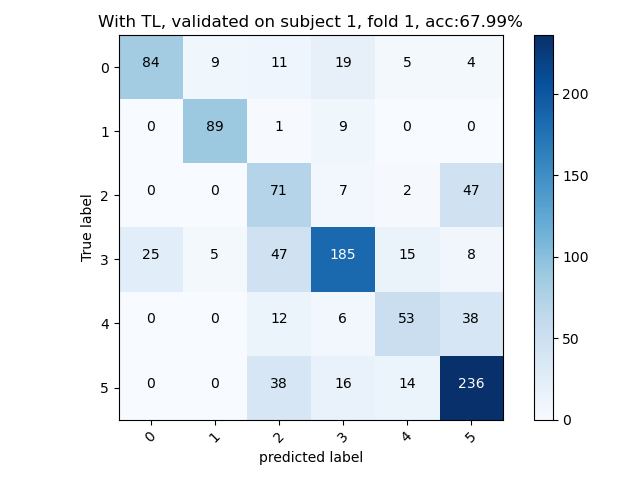 With TL, validated on subject 1, fold 1, acc:67.99%
True label
0 84 9 11 19 5 4
1 0 89 1 9 0 0
2 0 0 71 7 2 47
3 25 5 47 185 15 8
4 0 0 12 6 53 38
5 0 0 38 16 14 236
0 1 2 3 4 5
predicted label
200
150
100
50
0